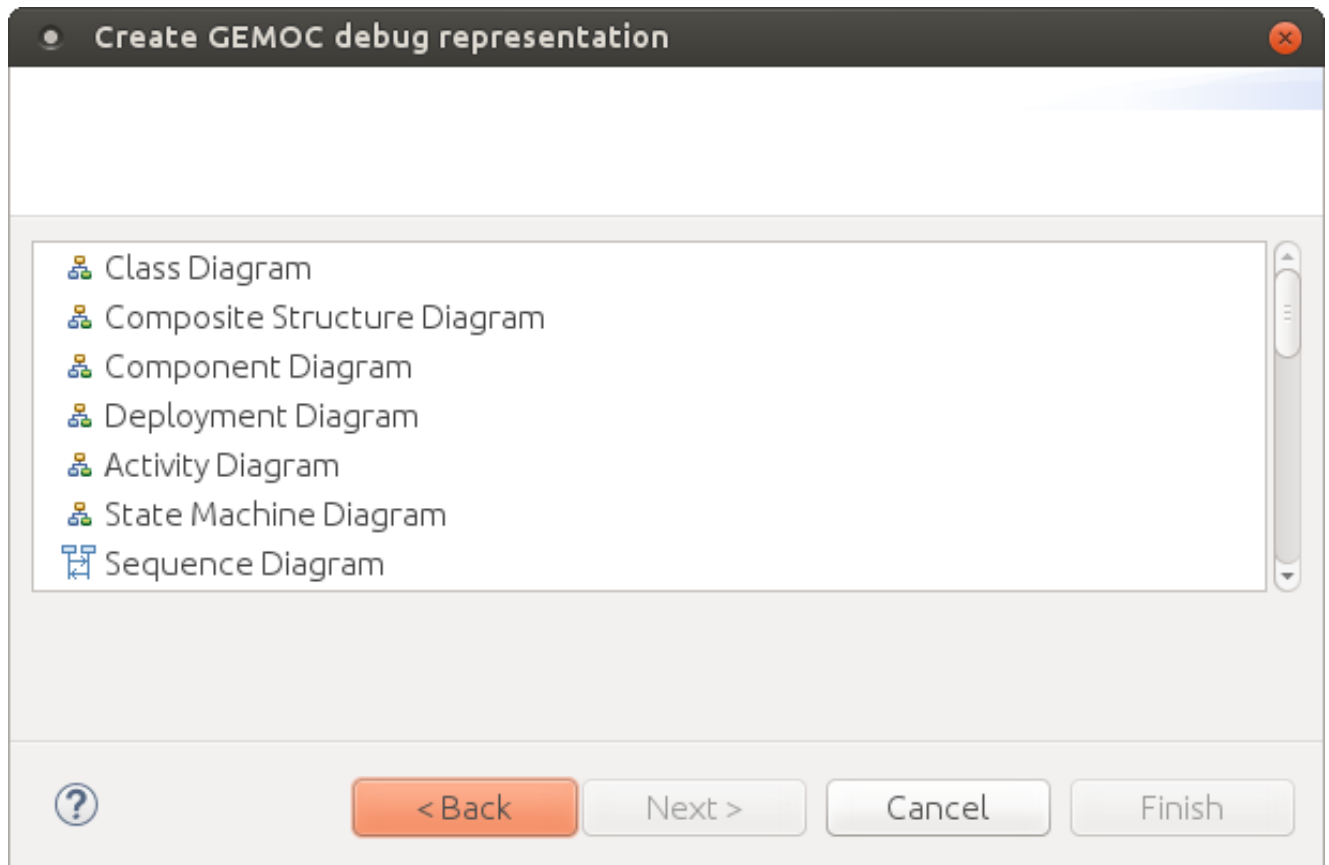 Create GEMOC debug representation
Class Diagram
Composite Structure Diagram
Component Diagram
Deployment Diagram
Activity Diagram
State Machine Diagram
Sequence Diagram
?
< Back
Next >
Cancel
Finish